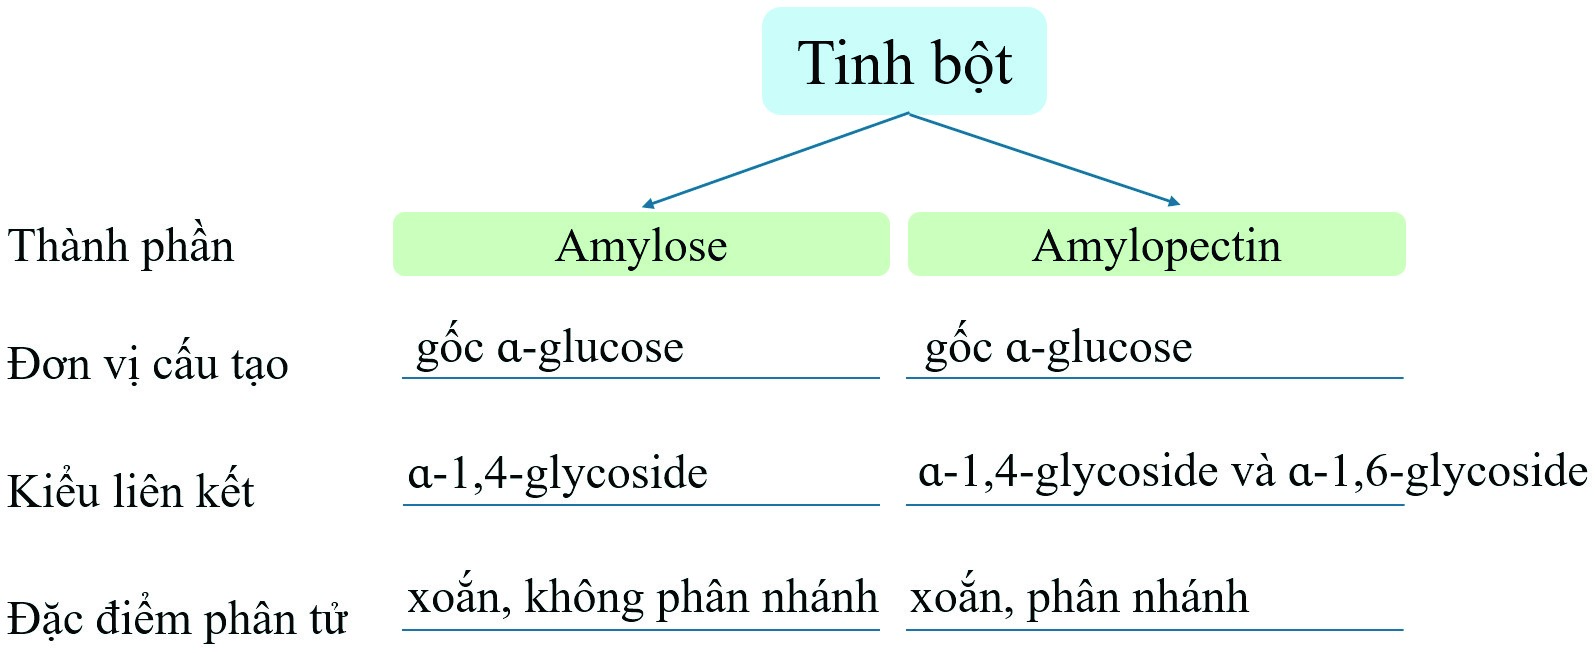 Tinh bột
Thành phần Amylose Amylopectin
Đơn vị cấu tạo gốc ɑ-glucose gốc ɑ-glucose
Kiểu liên kết ɑ-1,4-glycoside ɑ-1,4-glycoside và ɑ-1,6-glycoside
Đặc điểm phân tử xoắn, không phân nhánh xoắn, phân nhánh